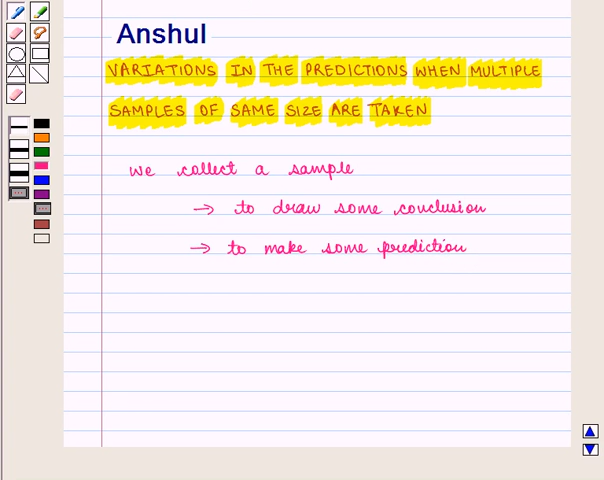 Anshul
VARIATIONS IN THE PREDICTIONS WHEN MULTIPLE
SAMPLES OF SAME SIZE ARE TAKEN
We collect a sample
→ to draw some conclusion
→ to make some prediction